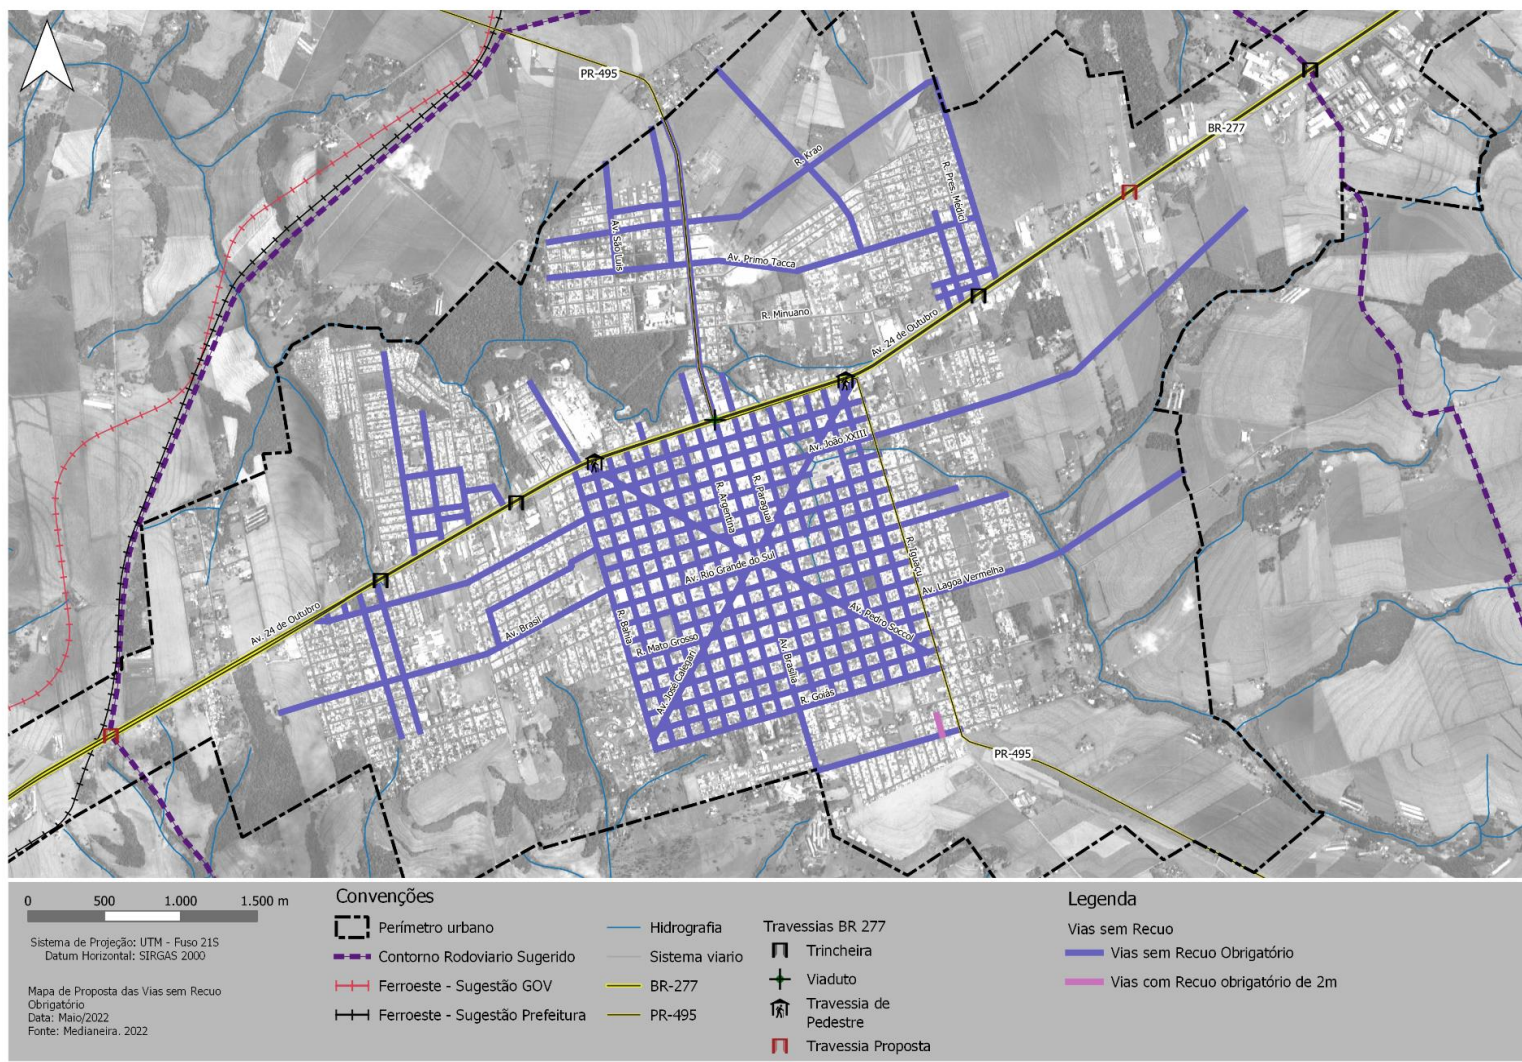 PR-495
BR-277
R. Krao
R. Pres. Médici
Av. São Luis
Av. Primo Tacca
R. Minuano
Av. 24 de Outubro
Av. João XXIII
R. Paraguai
R. Argentina
R. Iguaçu
Av. Rio Grande do Sul
Av. Lagoa Vermelha
Av. 24 de Outubro
Av. Brasil
R. Bahia
R. Mato Grosso
Av. Pedro Soccol
Av. José Calegari
Av. Brasília
R. Goiás
PR-495
0 500 1.000 1.500 m
Sistema de Projeção: UTM - Fuso 21S
Datum Horizontal: SIRGAS 2000
Mapa de Proposta das Vias sem Recuo
Obrigatório
Data: Maio/2022
Fonte: Medianeira. 2022
Convenções
Perímetro urbano
Contorno Rodoviario Sugerido
Ferroeste - Sugestão GOV
Ferroeste - Sugestão Prefeitura
Hidrografia
Sistema viario
BR-277
PR-495
Travessias BR 277
Trincheira
Viaduto
Travessia de
Pedestre
Travessia Proposta
Legenda
Vias sem Recuo
Vias sem Recuo Obrigatório
Vias com Recuo obrigatório de 2m